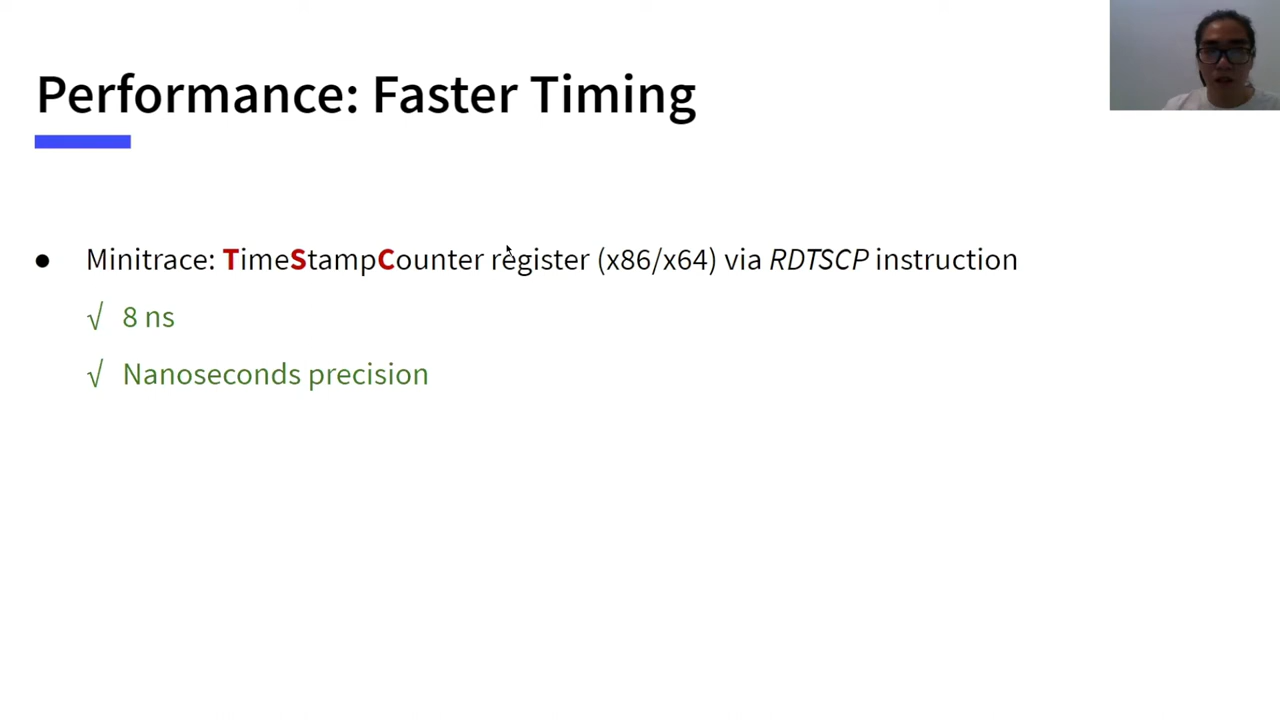 Performance: Faster Timing
● Minitrace: TimeStampCounter register (x86/x64) via RDTSCP instruction
√ 8 ns
√ Nanoseconds precision